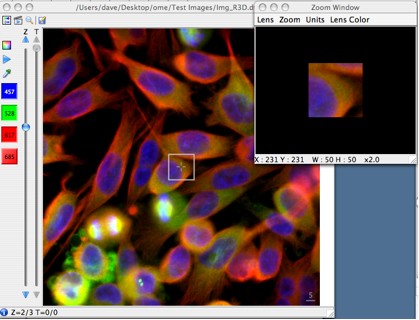 /Users/dave/Desktop/ome/Test Images/Img_R3D.d
Zoom Window
Lens Zoom Units Lens Color
Z T
457
528
685
X : 231 Y : 231 W : 50 H : 50 x2.0
5
Z=2/3 T=0/0